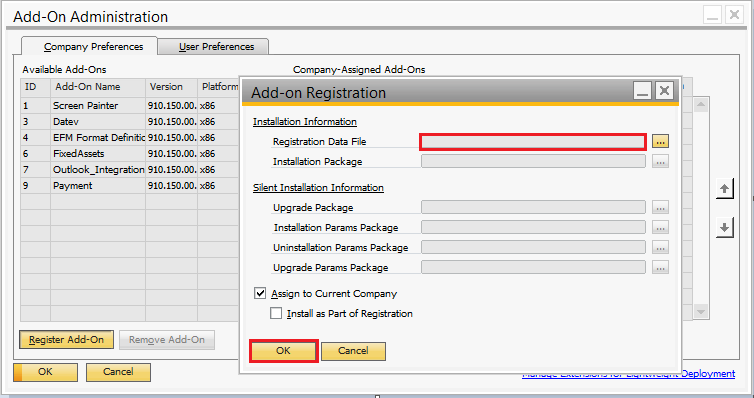 Add-On Administration
Company Preferences
User Preferences
Available Add-Ons
Company-Assigned Add-Ons
ID Add-On Name Version Platform
1 Screen Painter 910.150.00. x86
3 Datev 910.150.00. x86
4 EFM Format Definitic 910.150.00. x86
6 FixedAssets 910.150.00. x86
7 Outlook_Integration 910.150.00. x86
9 Payment 910.150.00. x86
Register Add-On
Remove Add-On
OK
Cancel
Add-on Registration
Installation Information
Registration Data File ...
Installation Package ...
Silent Installation Information
Upgrade Package ...
Installation Params Package ...
Uninstallation Params Package ...
Upgrade Params Package ...
Assign to Current Company
Install as Part of Registration
OK
Cancel
Manage Extensions for Lightweight Deployment